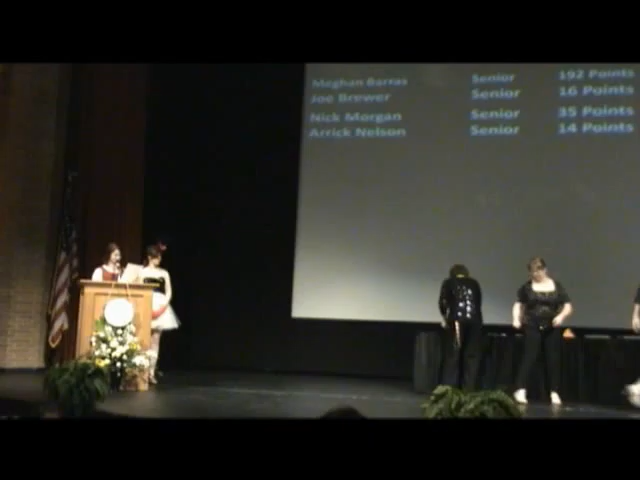 Meghan Barras Senior 192 Points
Joe Brewer Senior 16 Points
Nick Morgan Senior 35 Points
Arrick Nelson Senior 14 Points